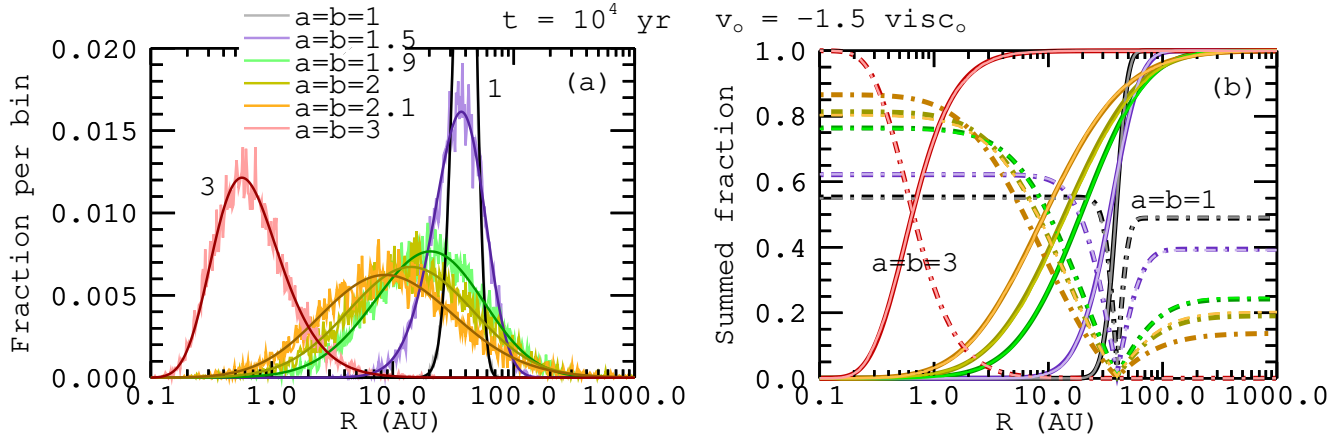 t = 10⁴ yr
v₀ = -1.5 visc₀
a=b=1
a=b=1.5
a=b=1.9
a=b=2
a=b=2.1
a=b=3
(a)
1
3
Fraction per bin
0.020
0.015
0.010
0.005
0.000
0.1
1.0
10.0
100.0
1000.0
R (AU)
(b)
a=b=1
a=b=3
Summed fraction
1.0
0.8
0.6
0.4
0.2
0.0
0.1
1.0
10.0
100.0
1000.0
R (AU)